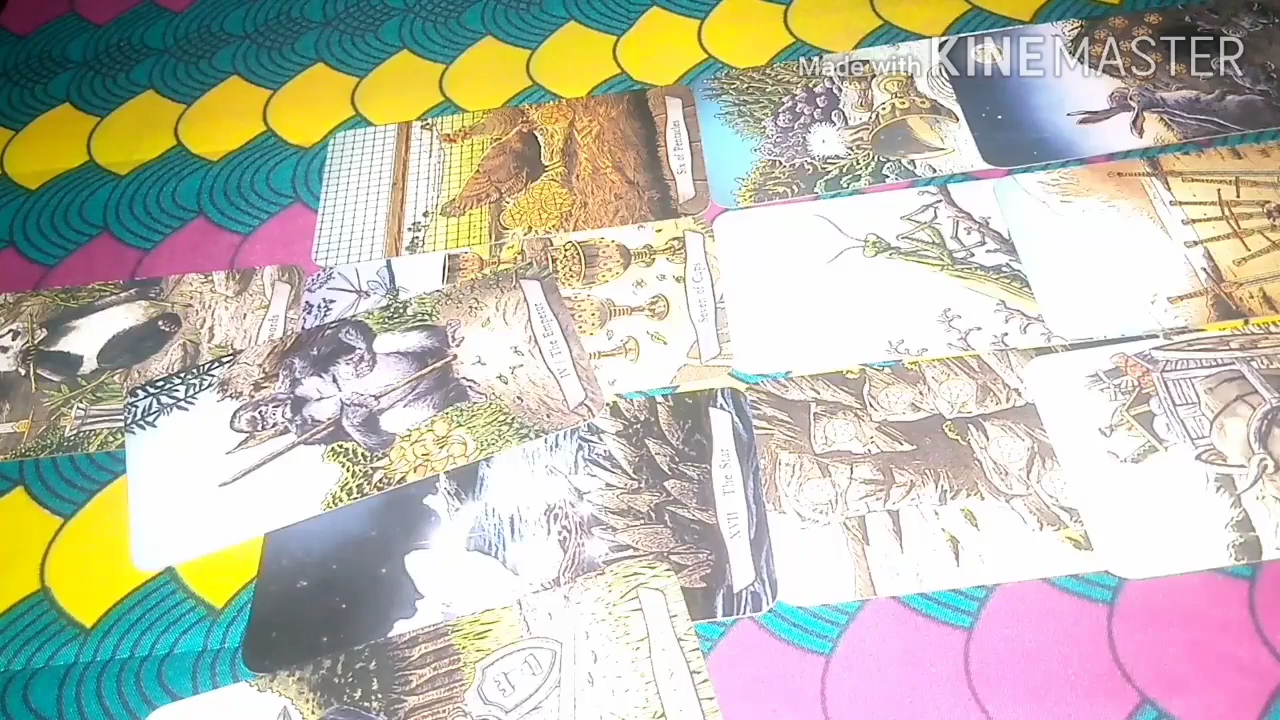 Made with KINEMASTER
Six of Pentacles
Seven of Cups
IV The Emperor
XVII The Star